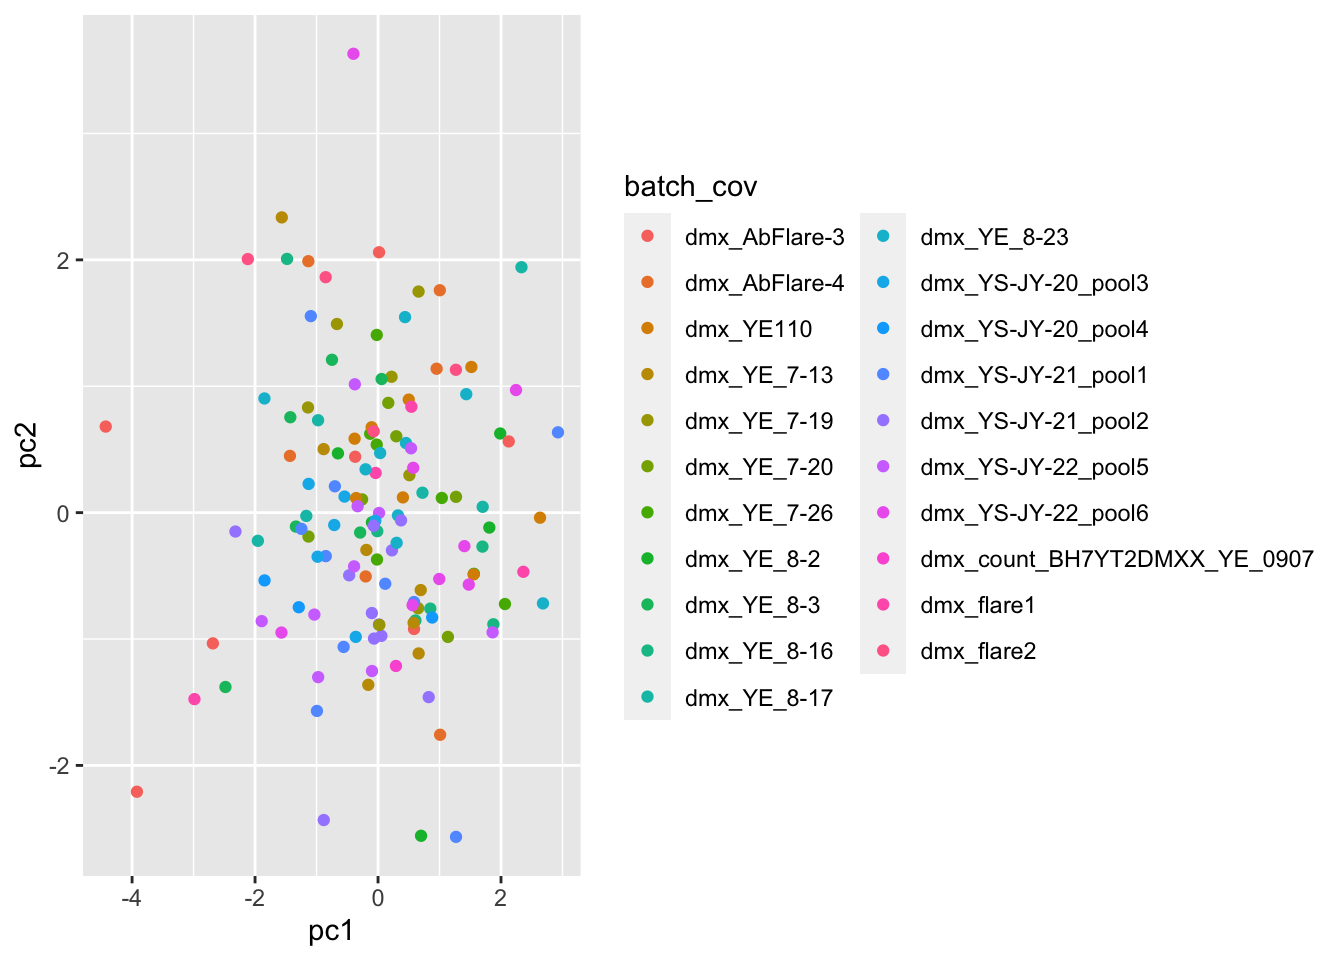 pc2
2
0
-2
-4
-2
0
2
pc1
batch_cov
dmx_AbFlare-3
dmx_AbFlare-4
dmx_YE110
dmx_YE_7-13
dmx_YE_7-19
dmx_YE_7-20
dmx_YE_7-26
dmx_YE_8-2
dmx_YE_8-3
dmx_YE_8-16
dmx_YE_8-17
dmx_YE_8-23
dmx_YS-JY-20_pool3
dmx_YS-JY-20_pool4
dmx_YS-JY-21_pool1
dmx_YS-JY-21_pool2
dmx_YS-JY-22_pool5
dmx_YS-JY-22_pool6
dmx_count_BH7YT2DMXX_YE_0907
dmx_flare1
dmx_flare2